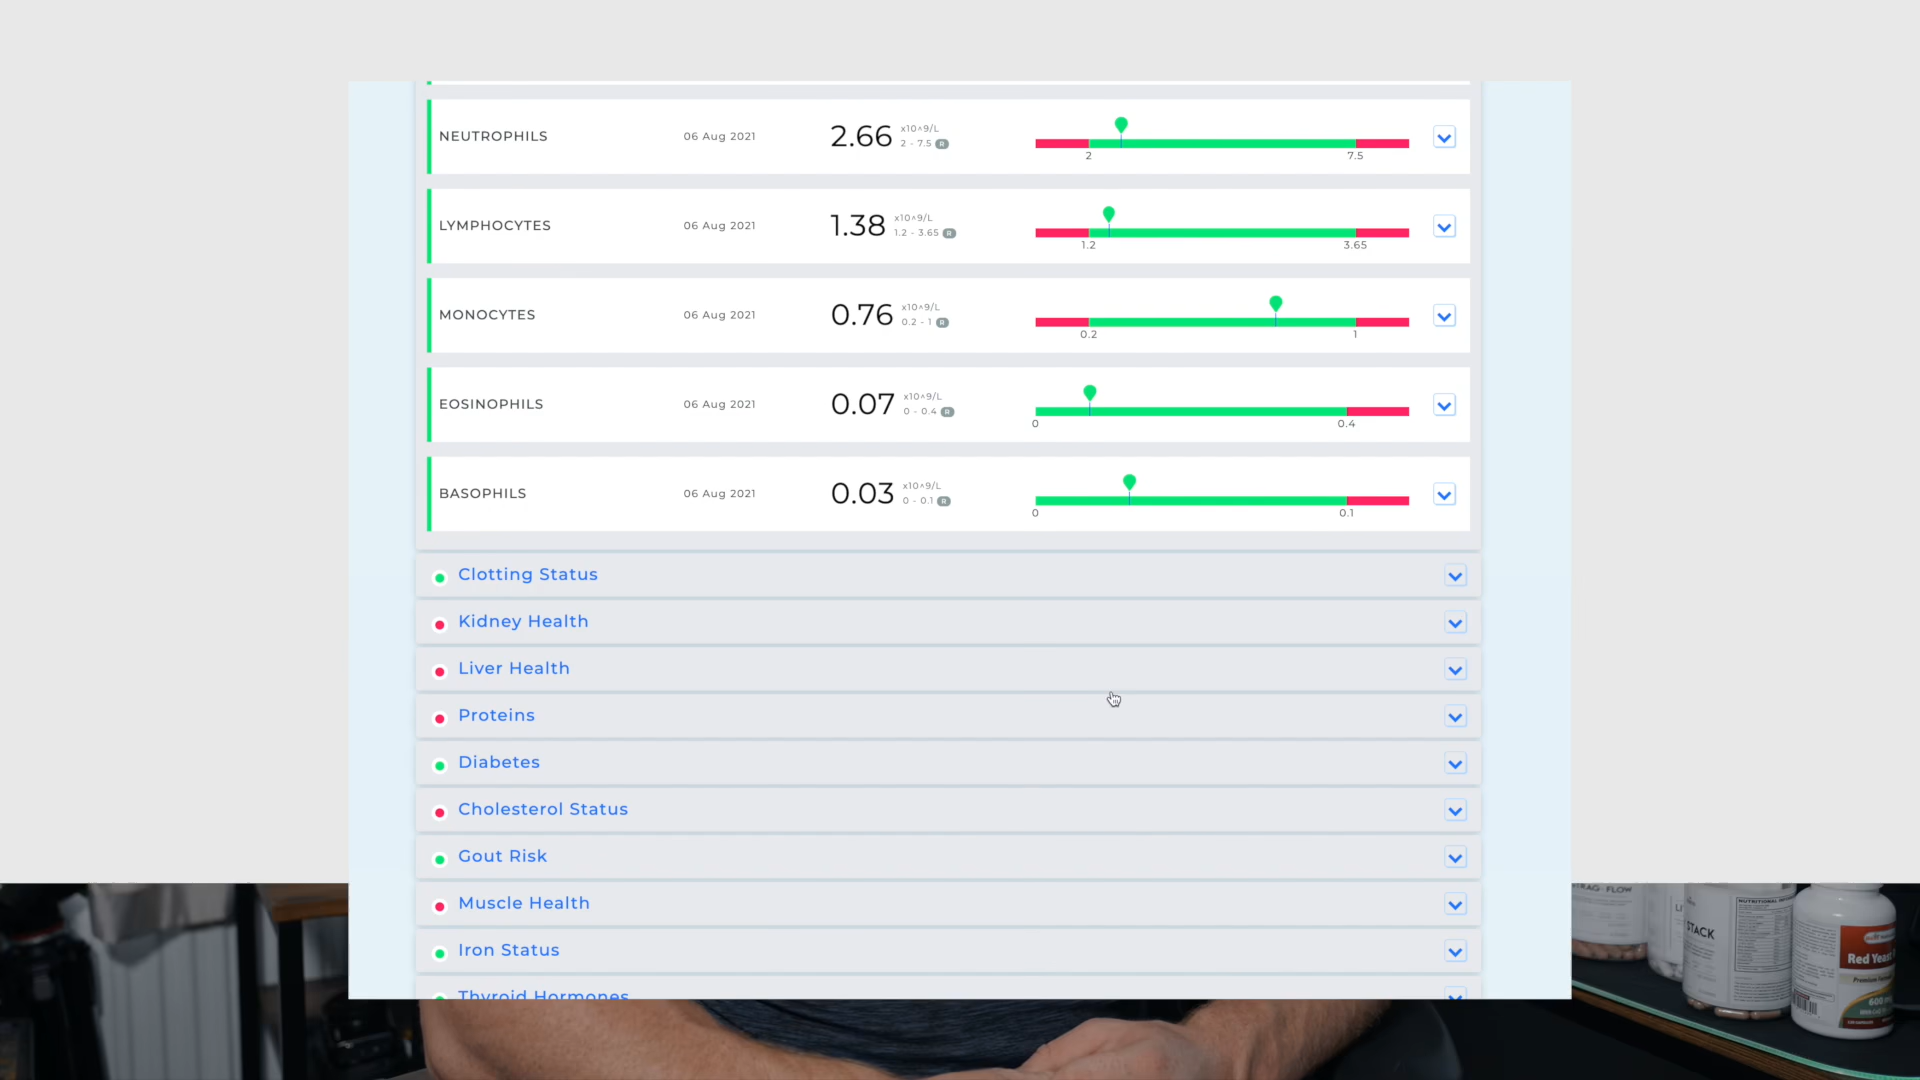 NEUTROPHILS 06 Aug 2021 2.66 x10^9/L
2 - 7.5 R
2 7.5
LYMPHOCYTES 06 Aug 2021 1.38 x10^9/L
1.2 - 3.65 R
1.2 3.65
MONOCYTES 06 Aug 2021 0.76 x10^9/L
0.2 - 1 R
0.2 1
EOSINOPHILS 06 Aug 2021 0.07 x10^9/L
0 - 0.4 R
0 0.4
BASOPHILS 06 Aug 2021 0.03 x10^9/L
0 - 0.1 R
0 0.1
Clotting Status
Kidney Health
Liver Health
Proteins
Diabetes
Cholesterol Status
Gout Risk
Muscle Health
Iron Status
Thyroid Hormones
FLOW
STACK
Red Yeast
600